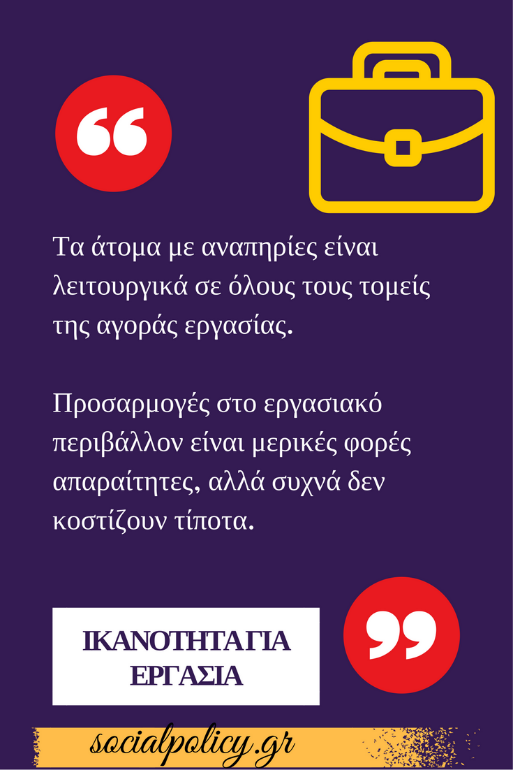 Τα άτομα με αναπηρίες είναι
λειτουργικά σε όλους τους τομείς
της αγοράς εργασίας.
Προσαρμογές στο εργασιακό
περιβάλλον είναι μερικές φορές
απαραίτητες, αλλά συχνά δεν
κοστίζουν τίποτα.
ΙΚΑΝΟΤΗΤΑ ΓΙΑ
ΕΡΓΑΣΙΑ
socialpolicy.gr